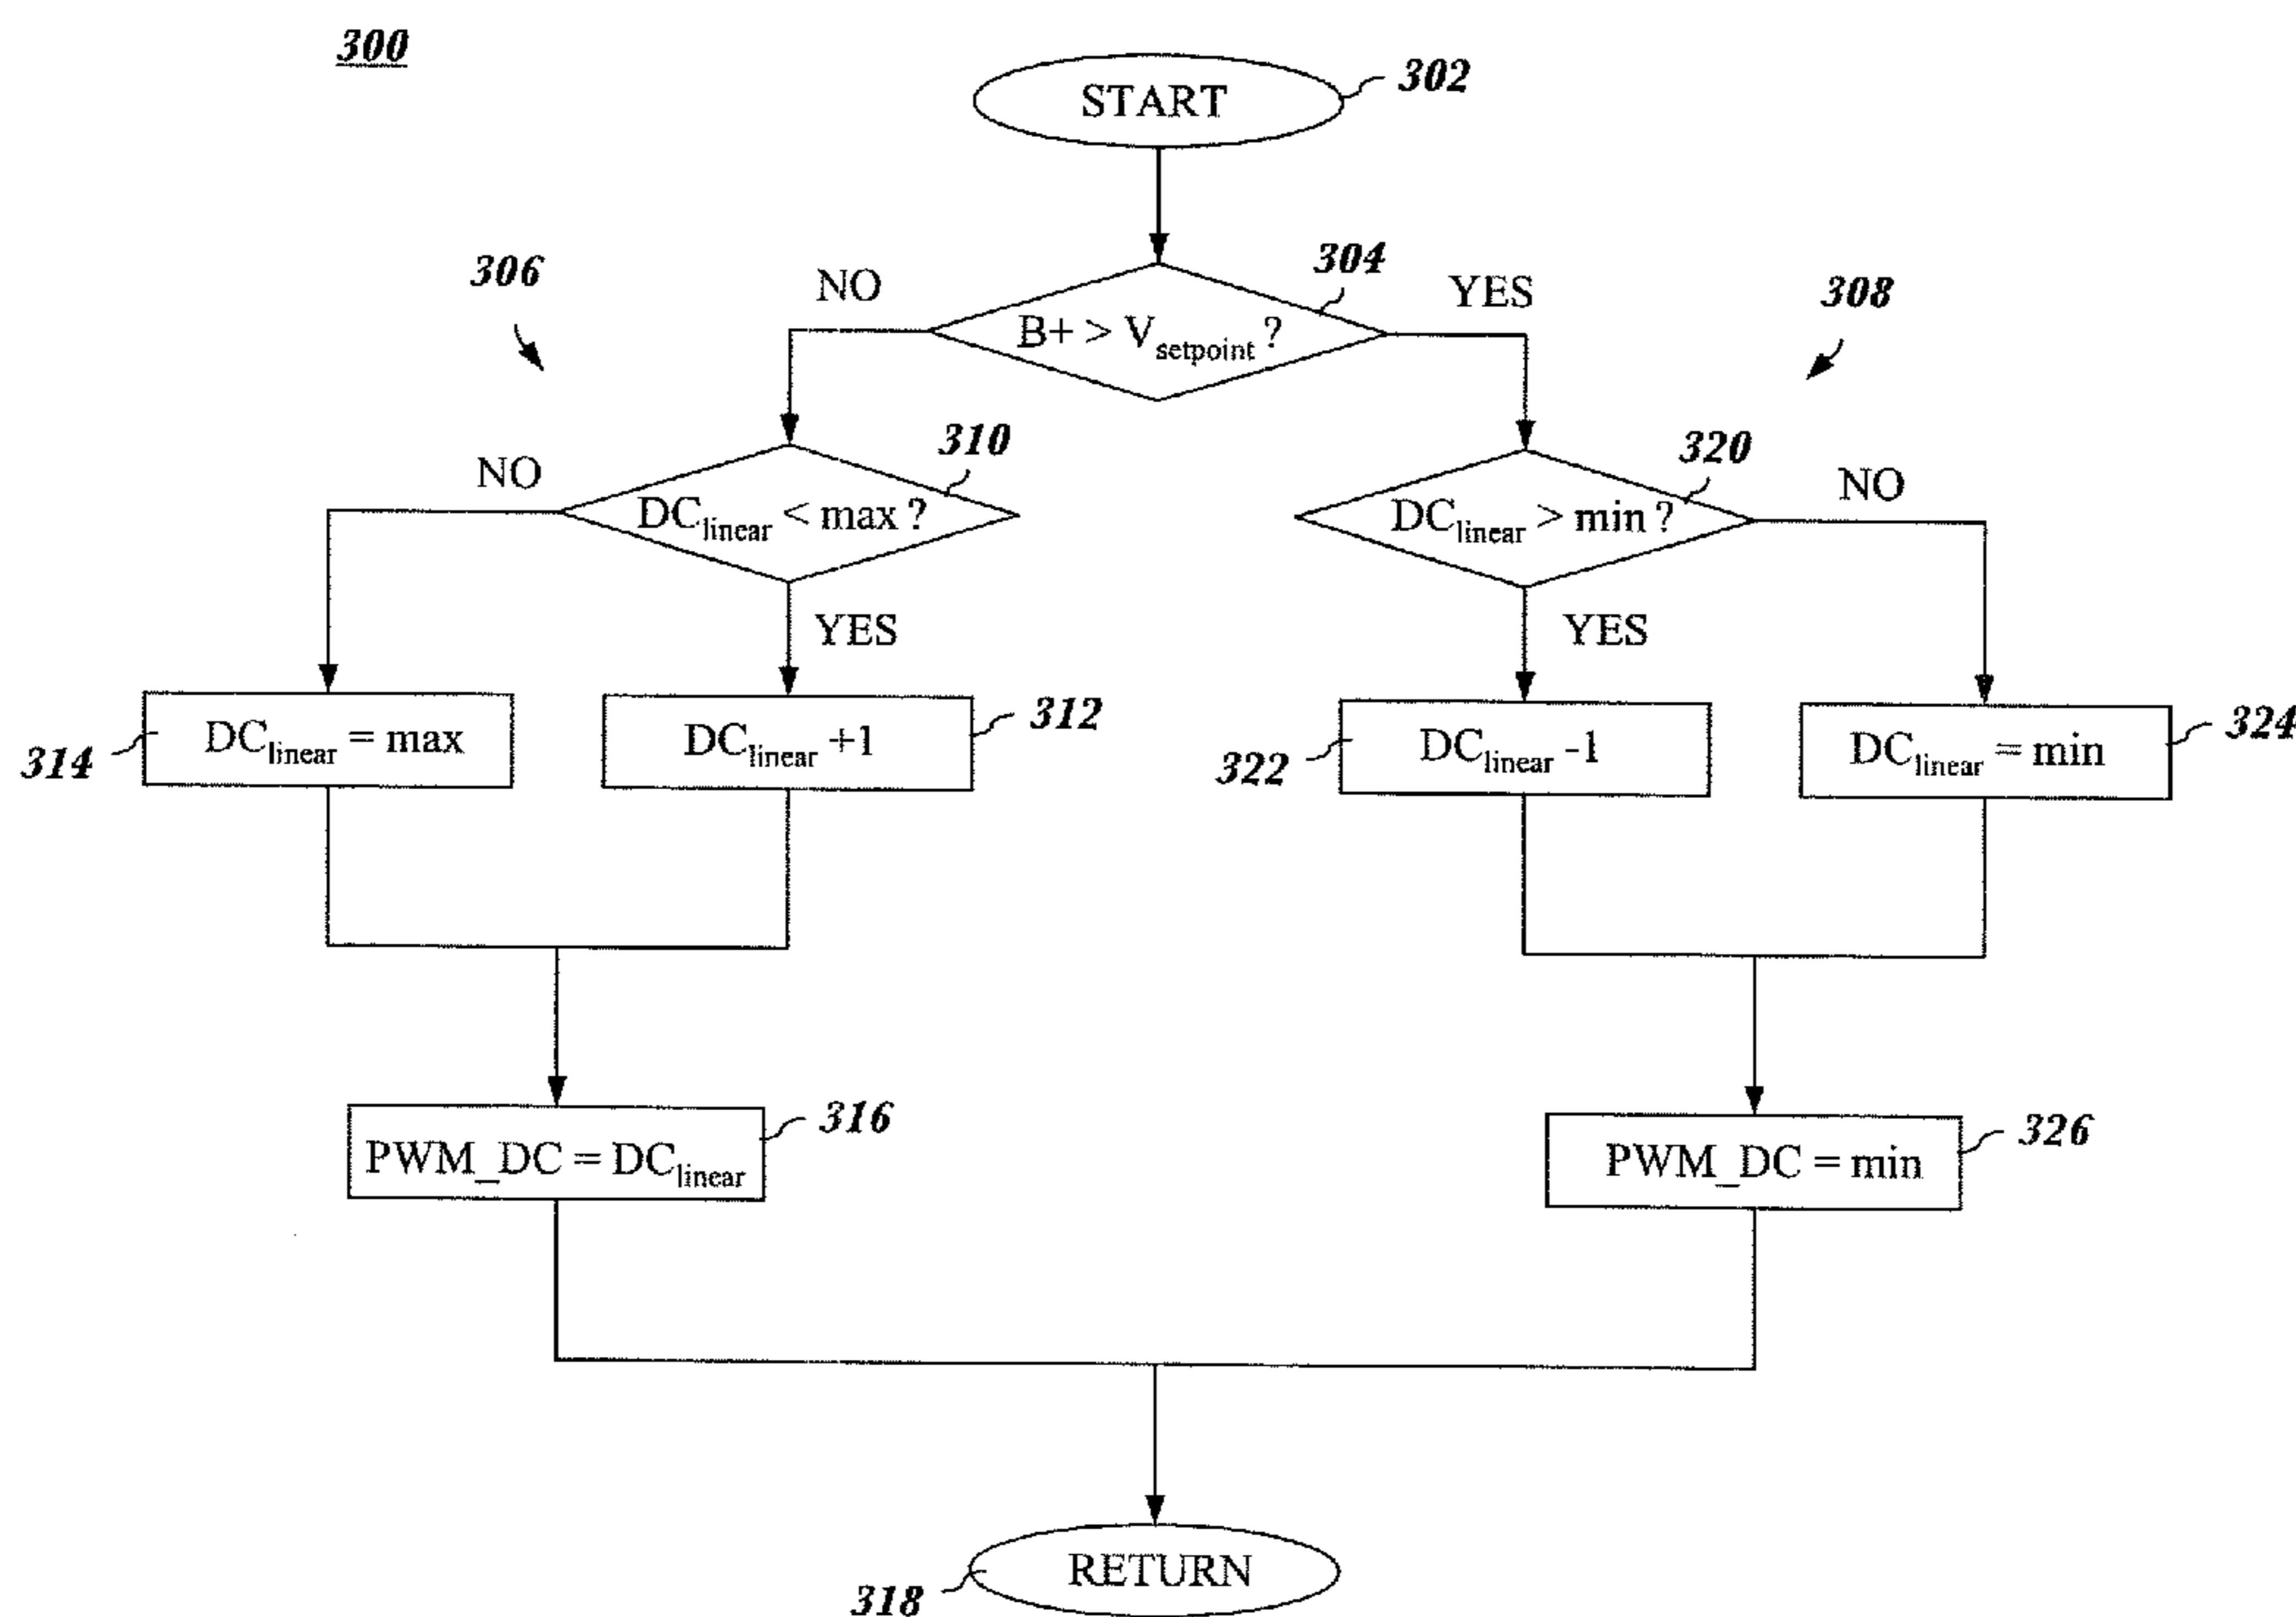 300
START
302
304
306
NO
B+ > Vsetpoint ?
YES
308
310
NO
DClinear < max ?
320
DClinear > min ?
NO
YES
YES
314
DClinear = max
DClinear +1
312
322
DClinear -1
DClinear = min
324
PWM_DC = DClinear
316
PWM_DC = min
326
RETURN
318